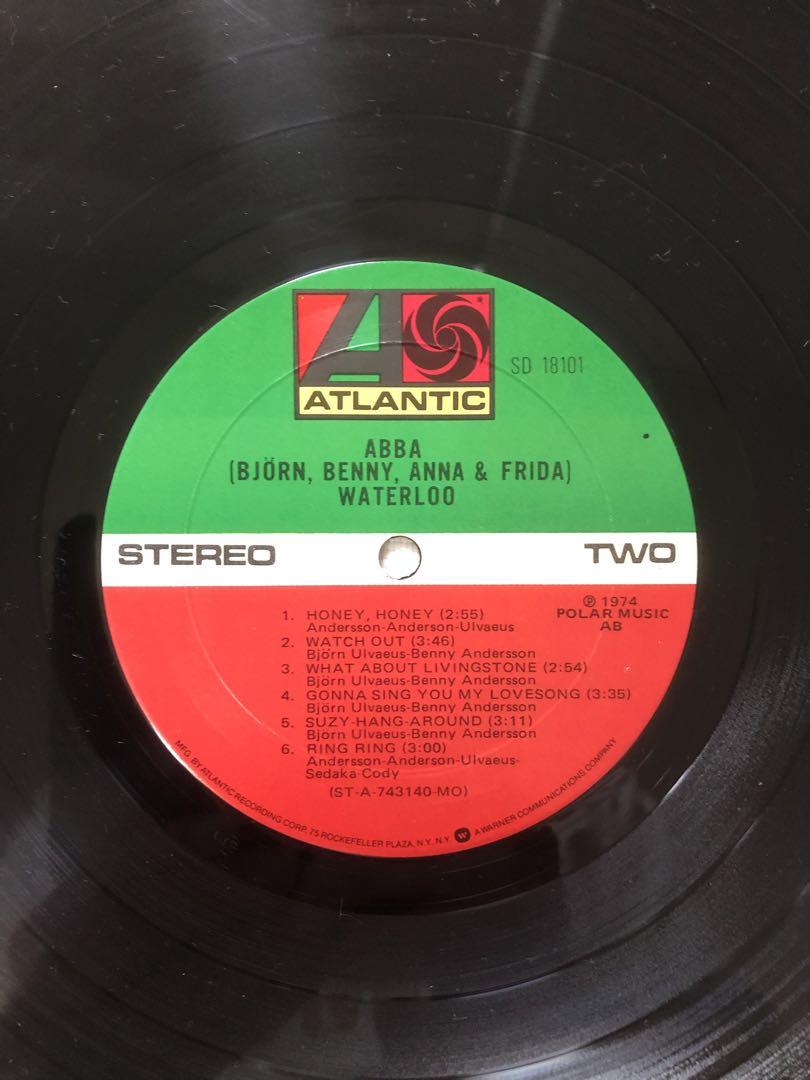 ATLANTIC
SD 18101
ABBA
(BJÖRN, BENNY, ANNA & FRIDA)
WATERLOO
STEREO
TWO
℗ 1974
POLAR MUSIC
AB
1. HONEY, HONEY (2:55)
Andersson-Anderson-Ulvaeus
2. WATCH OUT (3:46)
Björn Ulvaeus-Benny Andersson
3. WHAT ABOUT LIVINGSTONE (2:54)
Björn Ulvaeus-Benny Andersson
4. GONNA SING YOU MY LOVESONG (3:35)
Björn Ulvaeus-Benny Andersson
5. SUZY-HANG-AROUND (3:11)
Björn Ulvaeus-Benny Andersson
6. RING RING (3:00)
Andersson-Anderson-Ulvaeus-
Sedaka-Cody
(ST-A-743140-MO)
MFG. BY ATLANTIC RECORDING CORP., 75 ROCKEFELLER PLAZA, N.Y. N.Y. W A WARNER COMMUNICATIONS COMPANY